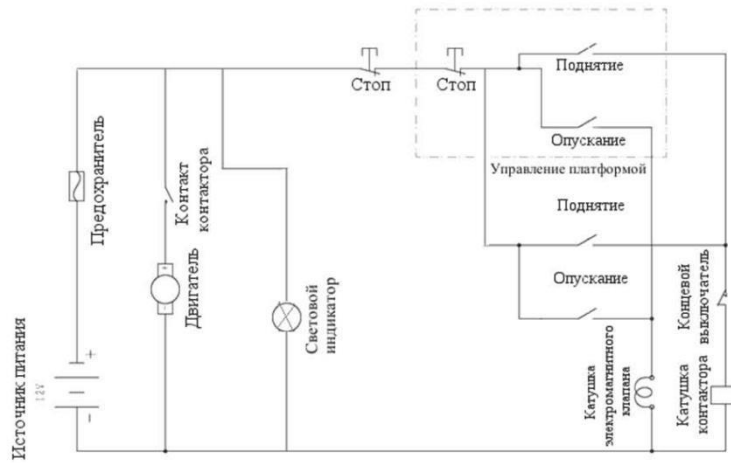 Стоп
Стоп
Поднятие
Опускание
Управление платформой
Поднятие
Опускание
Предохранитель
Контакт
контактора
Двигатель
Световой
индикатор
Источник питания
12V
+
−
Катушка
электромагнитного
клапана
Концевой
выключатель
Катушка
контактора